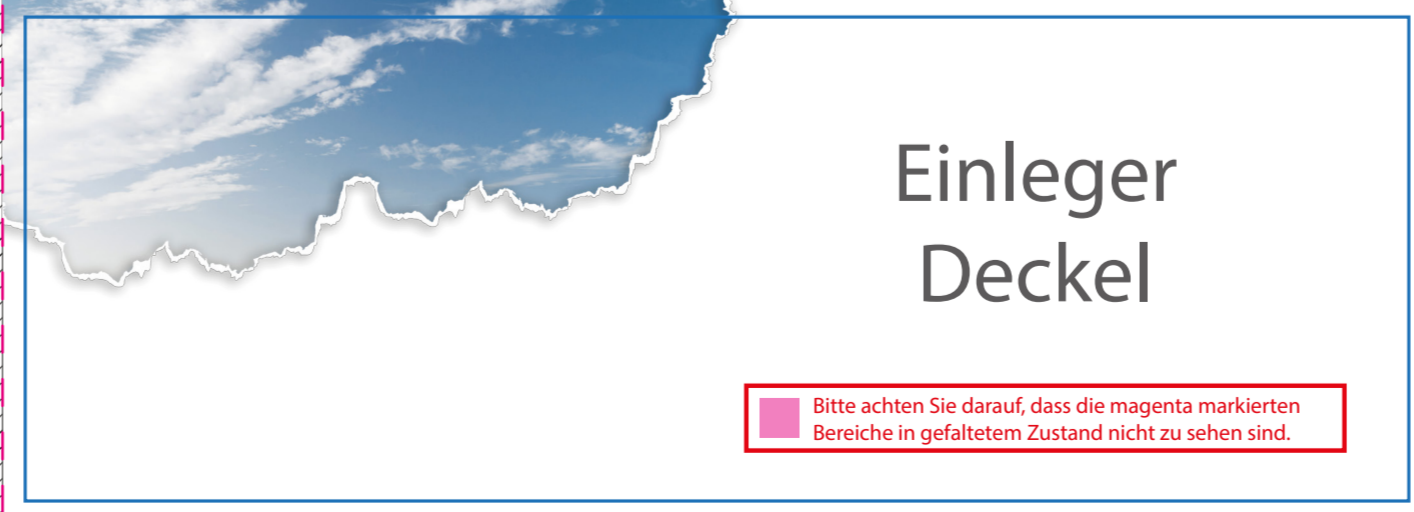 Einleger
Deckel
Bitte achten Sie darauf, dass die magenta markierten
Bereiche in gefaltetem Zustand nicht zu sehen sind.